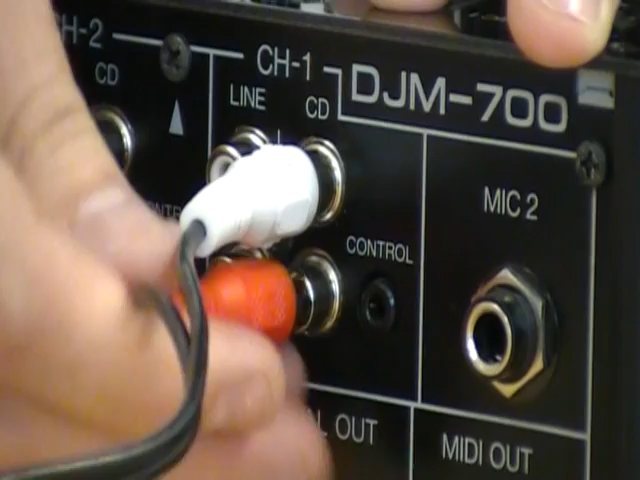 CH-2
CD
CH-1
LINE
CD
DJM-700
MIC 2
CONTROL
OUT
MIDI OUT